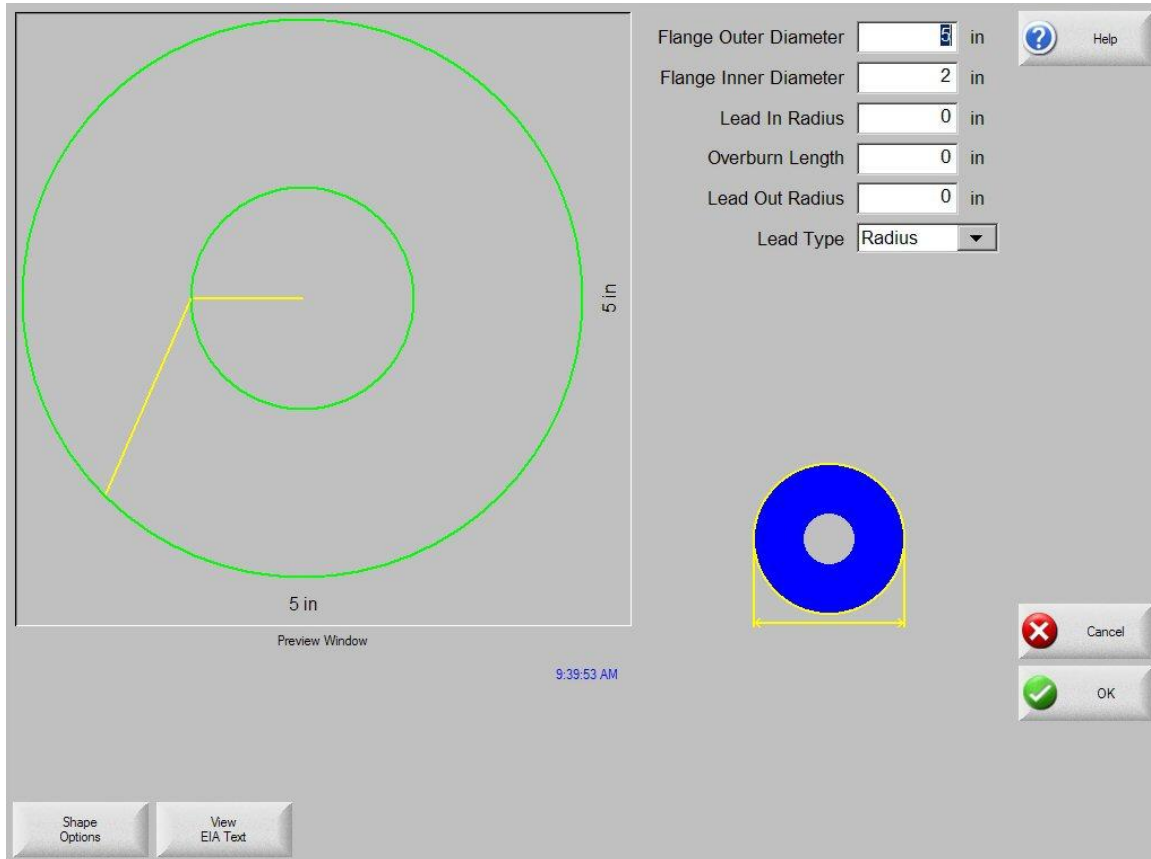 Flange Outer Diameter 5 in
Flange Inner Diameter 2 in
Lead In Radius 0 in
Overburn Length 0 in
Lead Out Radius 0 in
Lead Type Radius
Help
5 in
5 in
Preview Window
9:39:53 AM
Cancel
OK
Shape
Options
View
EIA Text